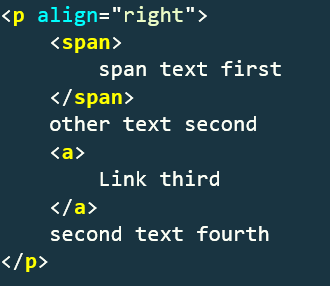 <p align="right">
<span>
span text first
</span>
other text second
<a>
Link third
</a>
second text fourth
</p>